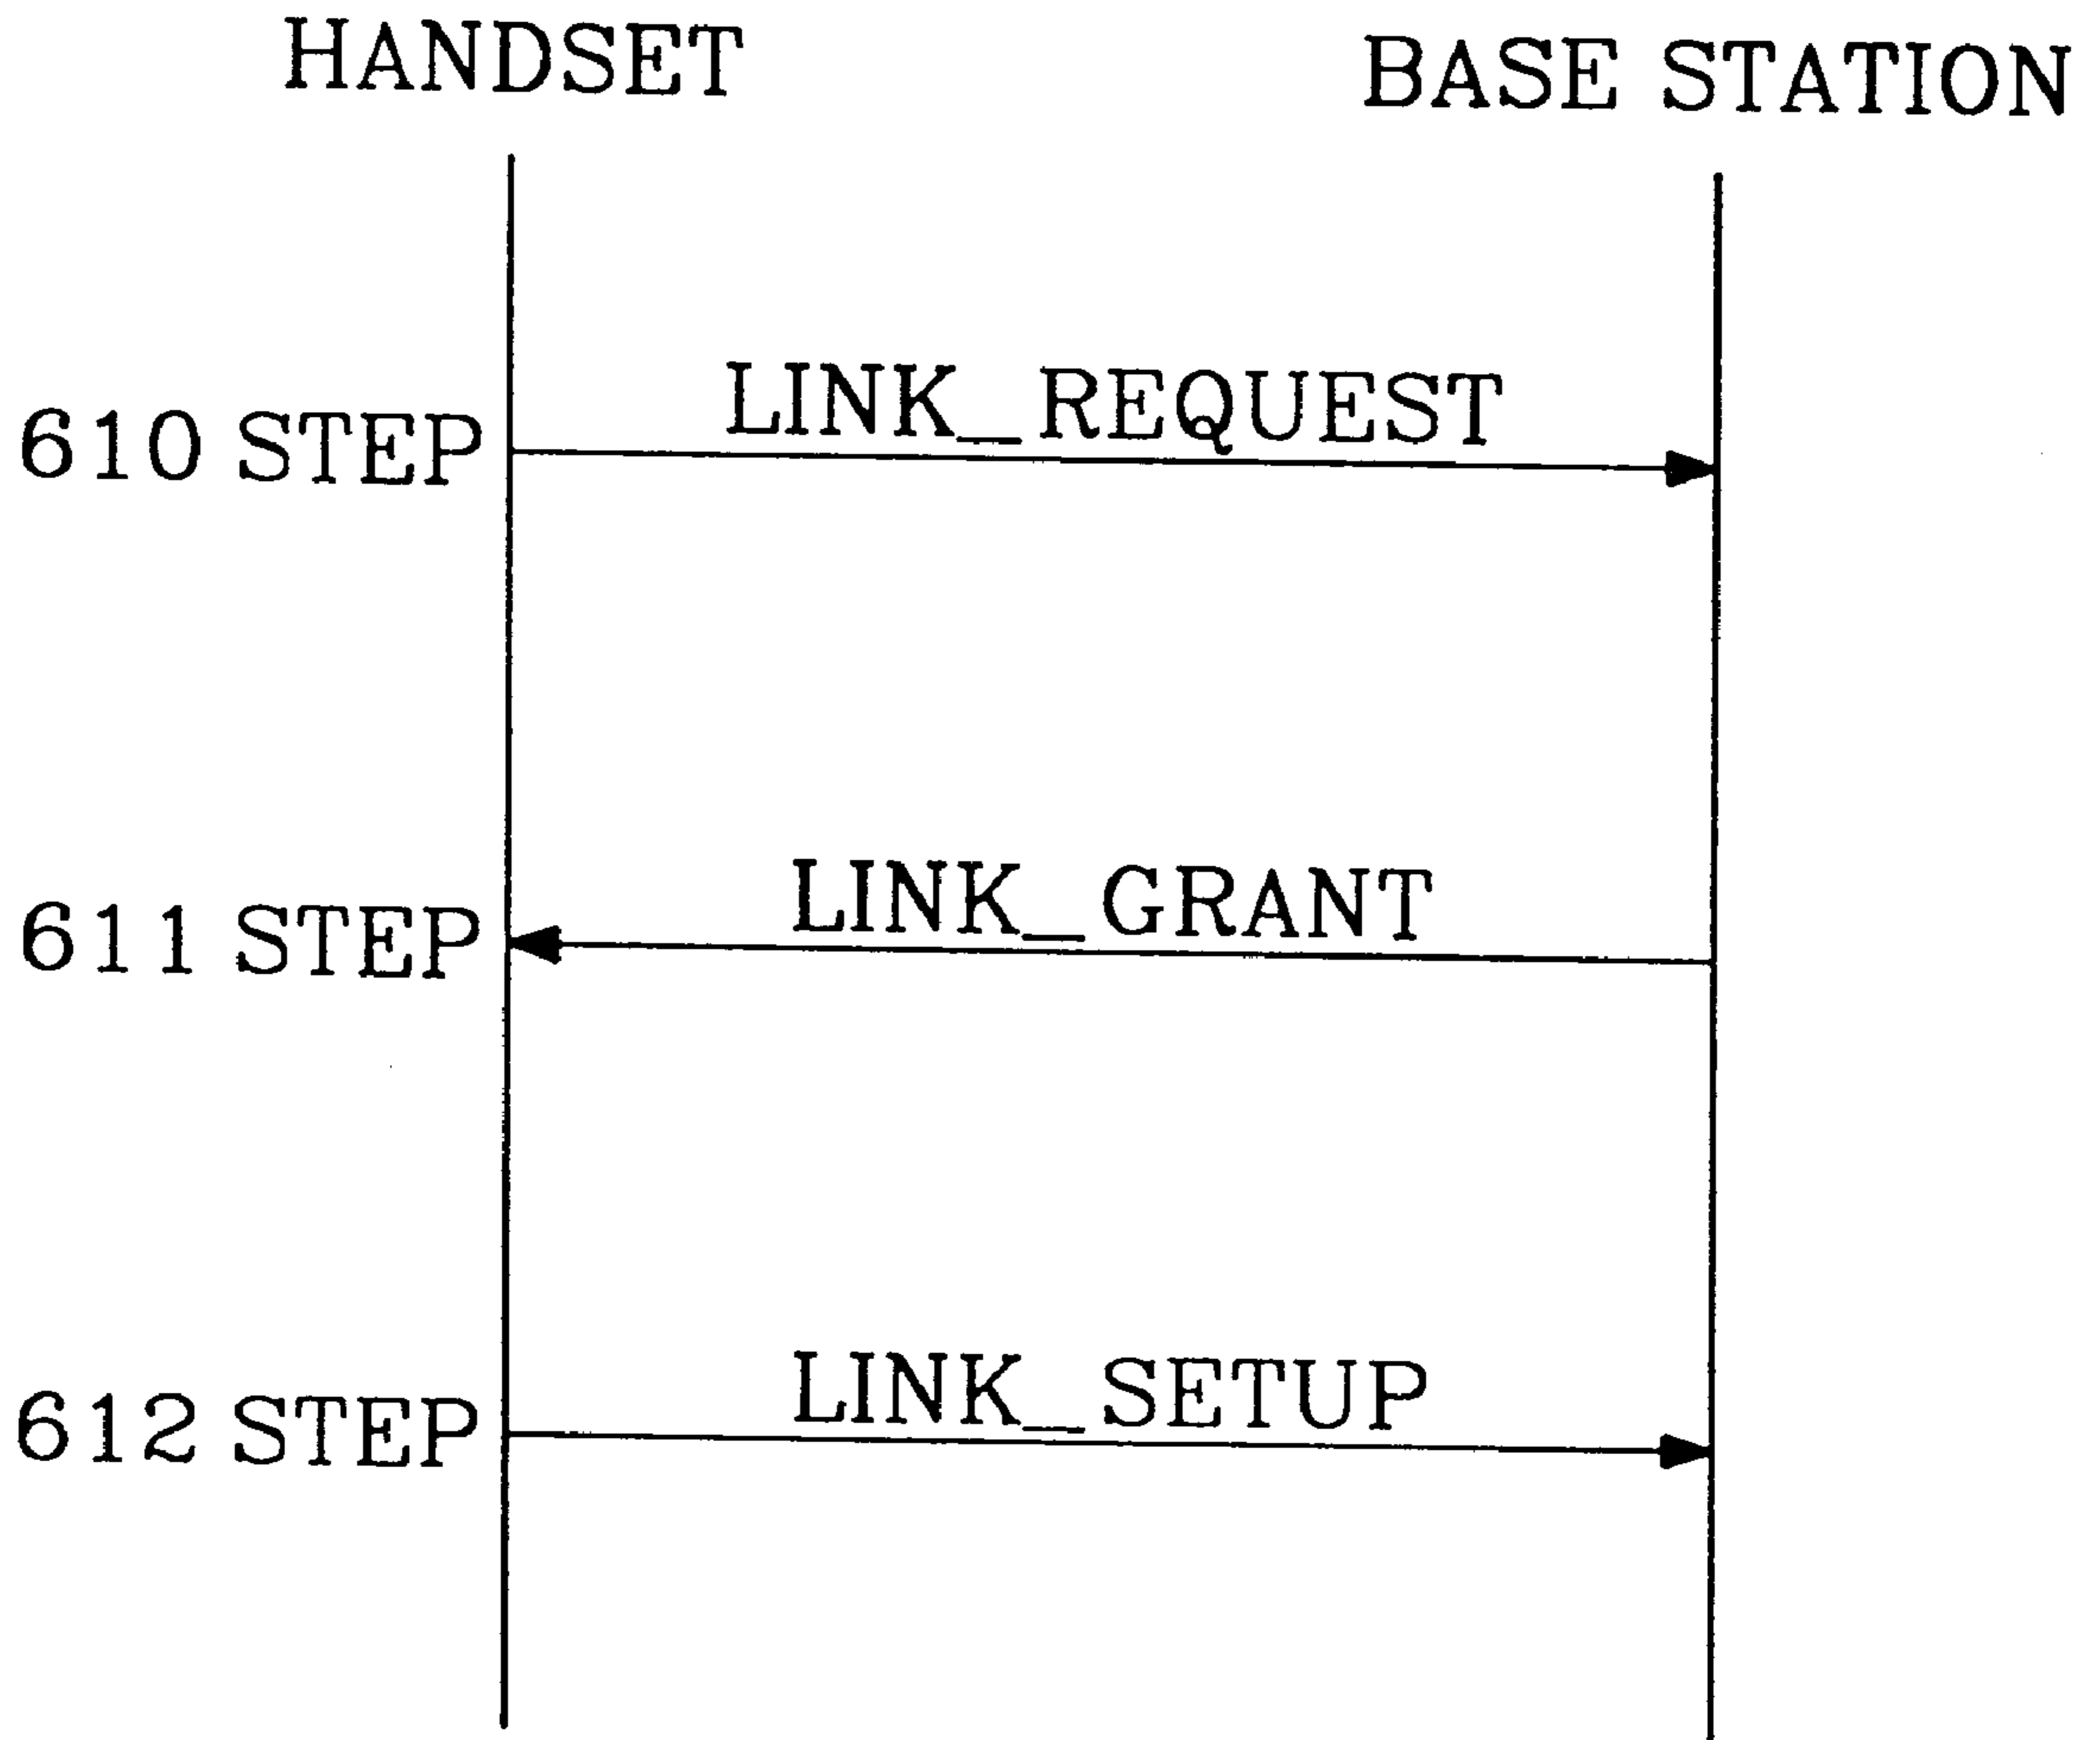 HANDSET
BASE STATION
LINK_REQUEST
610 STEP
LINK_GRANT
611 STEP
LINK_SETUP
612 STEP